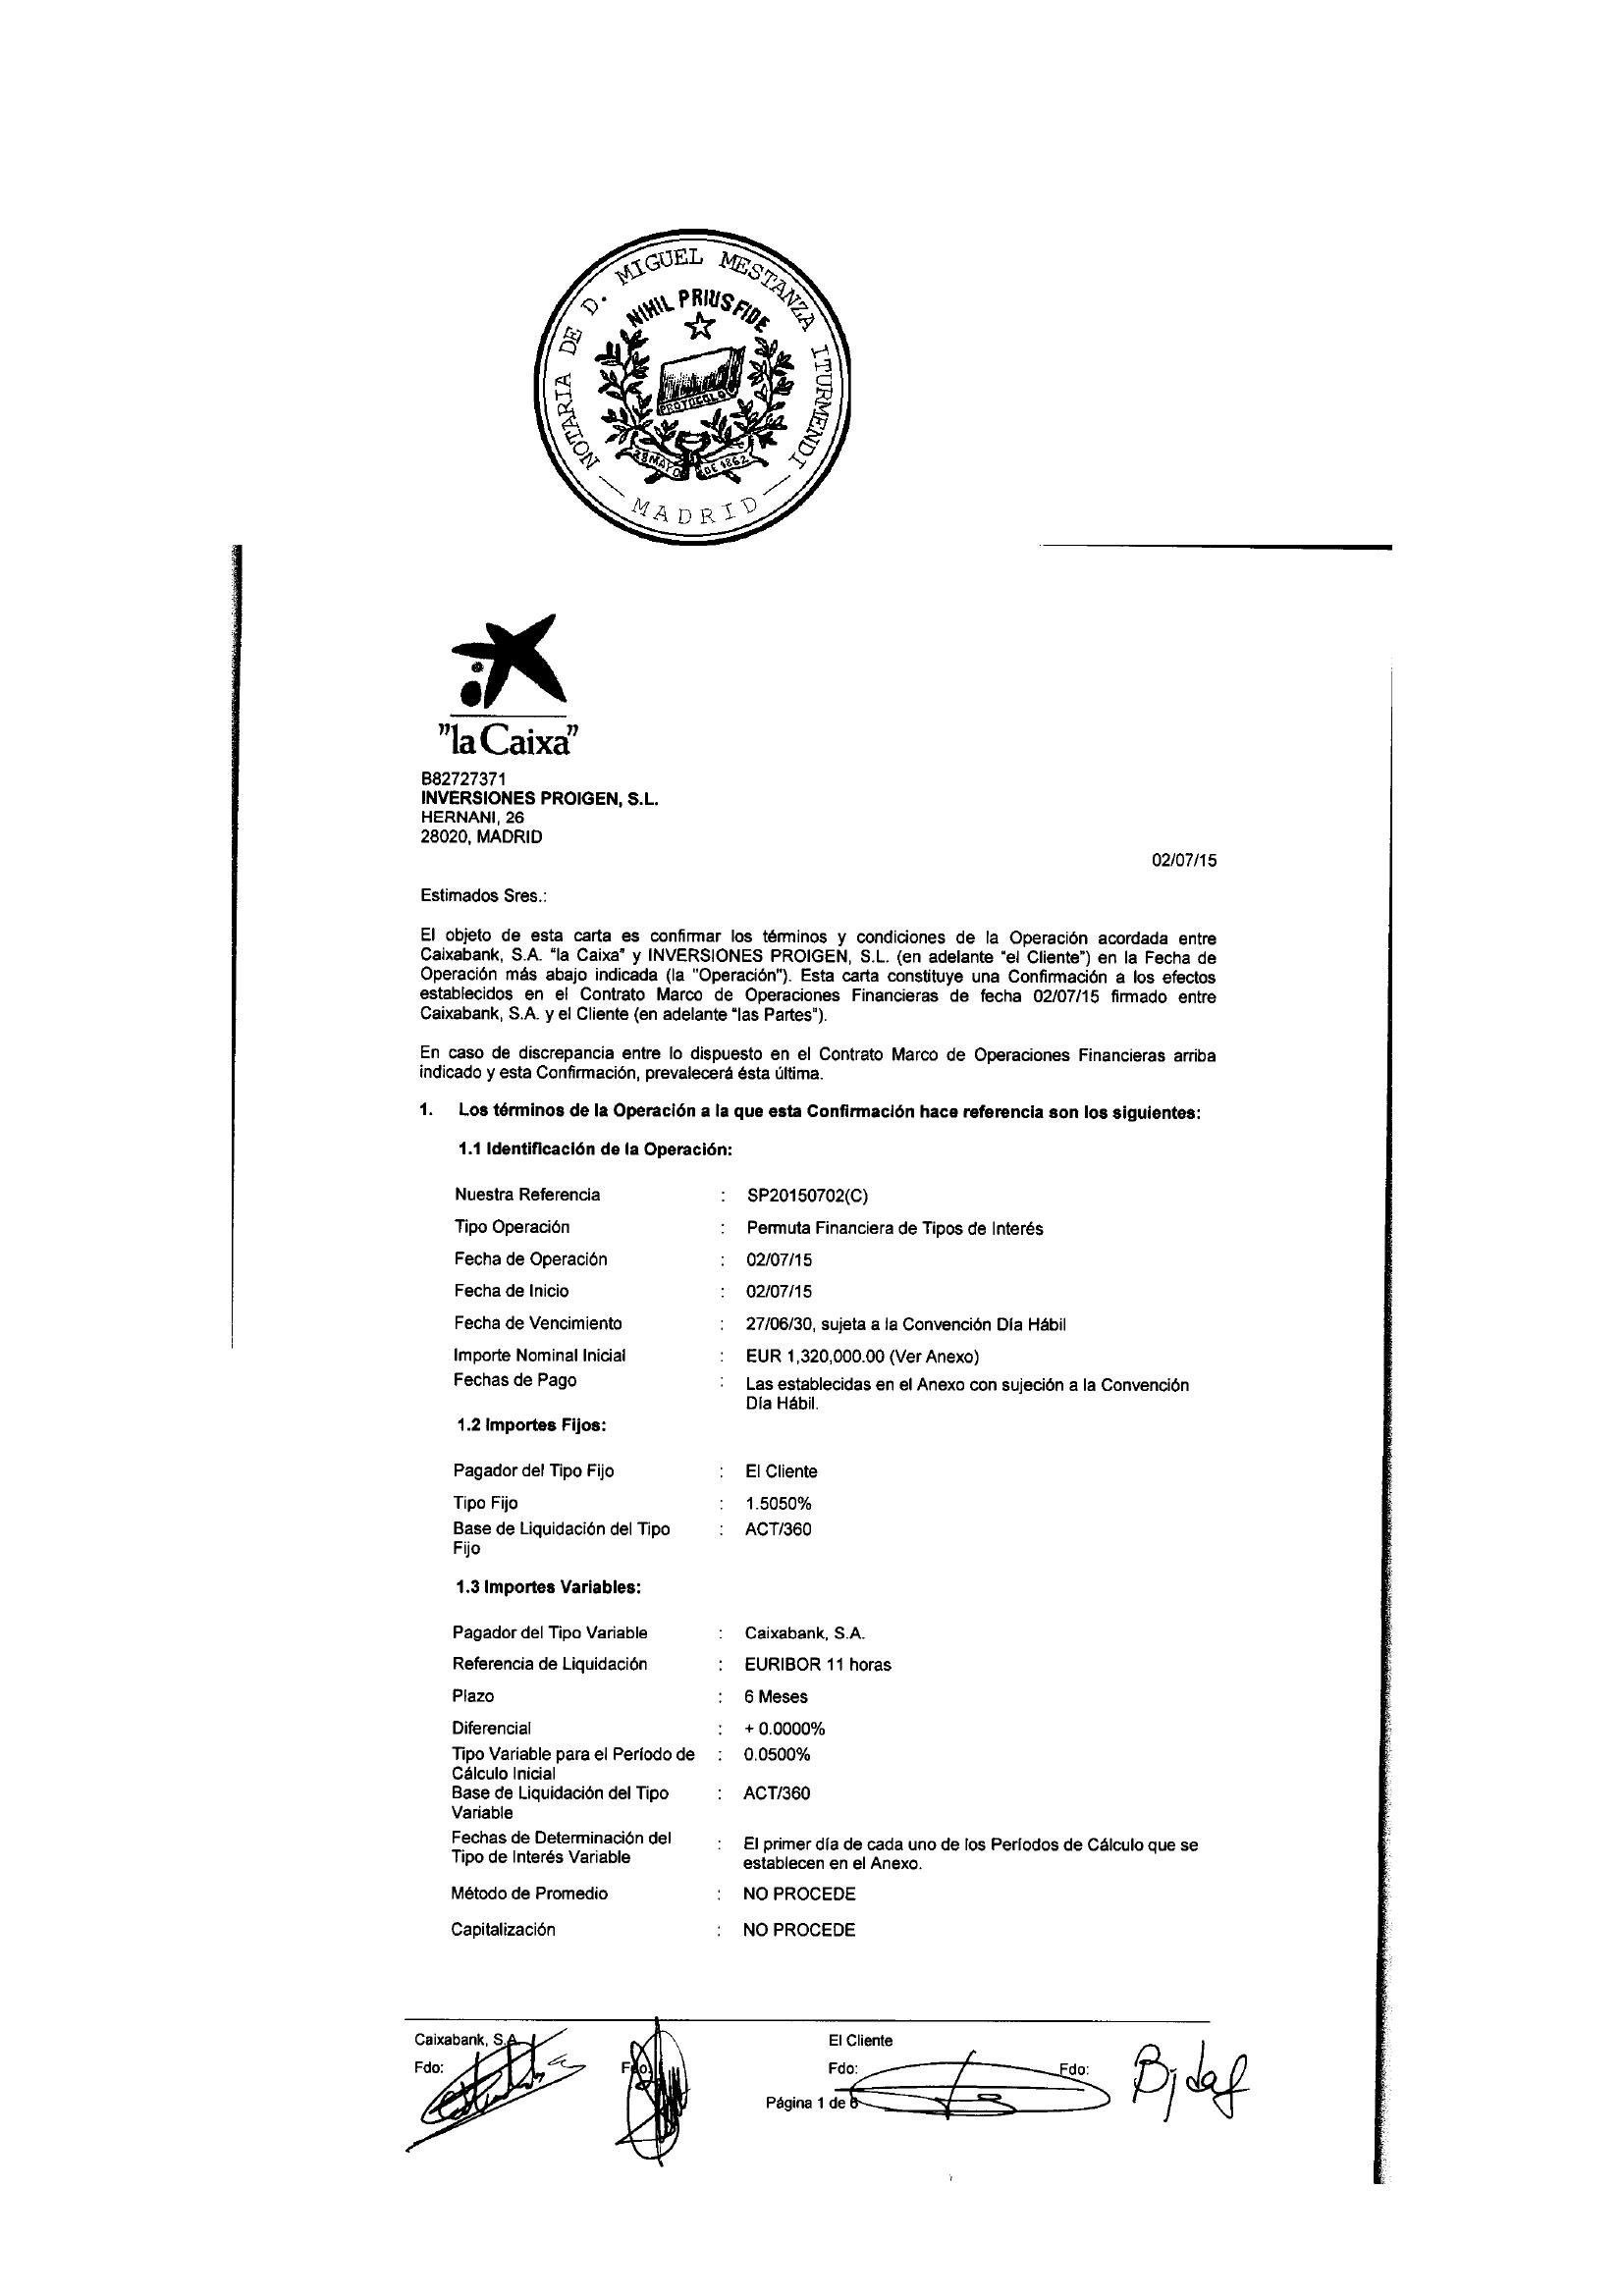 NOTARIA DE D. MIGUEL MESTANZA ITURMENDI
NIHIL PRIUS FIDE
PROTOCOLO
28 MAYO DE 1862
— MADRID —
"la Caixa"
B82727371
INVERSIONES PROIGEN, S.L.
HERNANI, 26
28020, MADRID
02/07/15
Estimados Sres.:
El objeto de esta carta es confirmar los términos y condiciones de la Operación acordada entre
Caixabank, S.A. "la Caixa" y INVERSIONES PROIGEN, S.L. (en adelante "el Cliente") en la Fecha de
Operación más abajo indicada (la "Operación"). Esta carta constituye una Confirmación a los efectos
establecidos en el Contrato Marco de Operaciones Financieras de fecha 02/07/15 firmado entre
Caixabank, S.A. y el Cliente (en adelante "las Partes").
En caso de discrepancia entre lo dispuesto en el Contrato Marco de Operaciones Financieras arriba
indicado y esta Confirmación, prevalecerá ésta última.
1. Los términos de la Operación a la que esta Confirmación hace referencia son los siguientes:
1.1 Identificación de la Operación:
Nuestra Referencia : SP20150702(C)
Tipo Operación : Permuta Financiera de Tipos de Interés
Fecha de Operación : 02/07/15
Fecha de Inicio : 02/07/15
Fecha de Vencimiento : 27/06/30, sujeta a la Convención Día Hábil
Importe Nominal Inicial : EUR 1,320,000.00 (Ver Anexo)
Fechas de Pago : Las establecidas en el Anexo con sujeción a la Convención
Día Hábil.
1.2 Importes Fijos:
Pagador del Tipo Fijo : El Cliente
Tipo Fijo : 1.5050%
Base de Liquidación del Tipo : ACT/360
Fijo
1.3 Importes Variables:
Pagador del Tipo Variable : Caixabank, S.A.
Referencia de Liquidación : EURIBOR 11 horas
Plazo : 6 Meses
Diferencial : + 0.0000%
Tipo Variable para el Período de : 0.0500%
Cálculo Inicial
Base de Liquidación del Tipo : ACT/360
Variable
Fechas de Determinación del : El primer día de cada uno de los Períodos de Cálculo que se
Tipo de Interés Variable establecen en el Anexo.
Método de Promedio : NO PROCEDE
Capitalización : NO PROCEDE
Caixabank, S.A. El Cliente
Fdo: Fdo: Fdo: Fdo:
Página 1 de